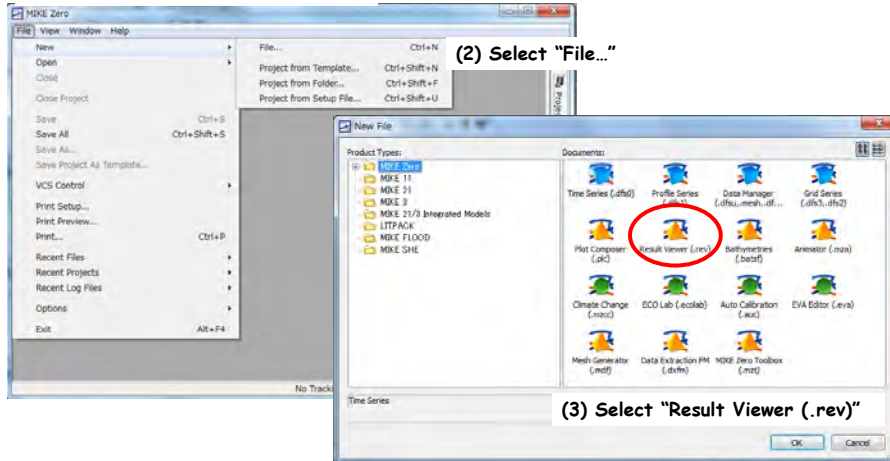 MIKE Zero
File View Window Help
New
Open
Close
Close Project
Save Ctrl+S
Save All Ctrl+Shift+S
Save As...
Save Project As Template...
VCS Control
Print Setup...
Print Preview...
Print... Ctrl+P
Recent Files
Recent Projects
Recent Log Files
Options
Exit Alt+F4
File... Ctrl+N
Project from Template... Ctrl+Shift+N
Project from Folder... Ctrl+Shift+F
Project from Setup File... Ctrl+Shift+U
(2) Select “File…”
Proje
No Tracki
New File
Product Types:
MIKE Zero
MIKE 11
MIKE 21
MIKE 3
MIKE 21/3 Integrated Models
LITPACK
MIKE FLOOD
MIKE SHE
Documents:
Time Series (.dfs0) Profile Series (.dfs1) Data Manager (.dfsu,.mesh,.df... Grid Series (.dfs3,.dfs2)
Plot Composer (.plc) Result Viewer (.rev) Bathymetries (.batsf) Animator (.mza)
Climate Change (.mzcc) ECO Lab (.ecolab) Auto Calibration (.auc) EVA Editor (.eva)
Mesh Generator (.mdf) Data Extraction FM (.dxfm) MIKE Zero Toolbox (.mzt)
Time Series
(3) Select “Result Viewer (.rev)”
OK Cancel